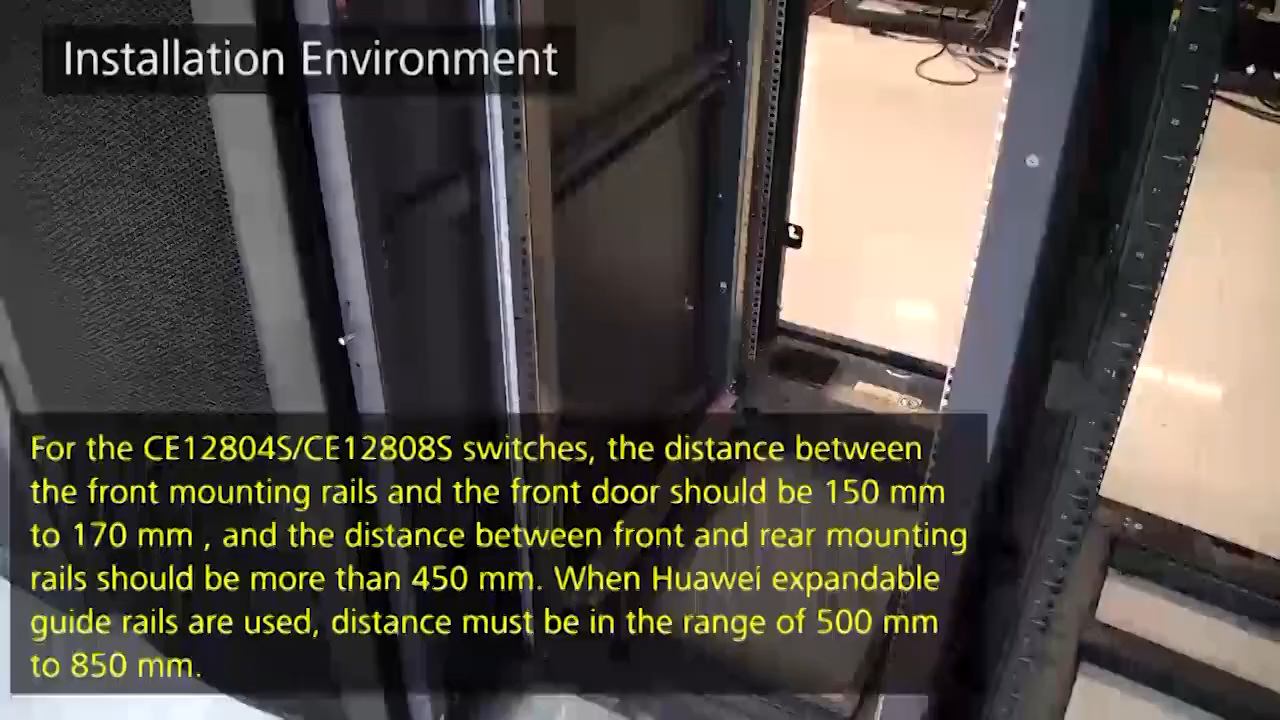 Installation Environment
For the CE12804S/CE12808S switches, the distance between
the front mounting rails and the front door should be 150 mm
to 170 mm , and the distance between front and rear mounting
rails should be more than 450 mm. When Huawei expandable
guide rails are used, distance must be in the range of 500 mm
to 850 mm.